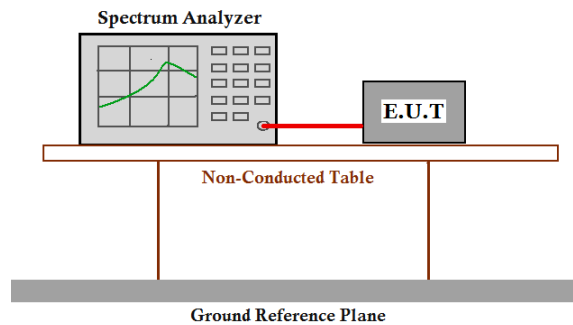 Spectrum Analyzer
E.U.T
Non-Conducted Table
Ground Reference Plane